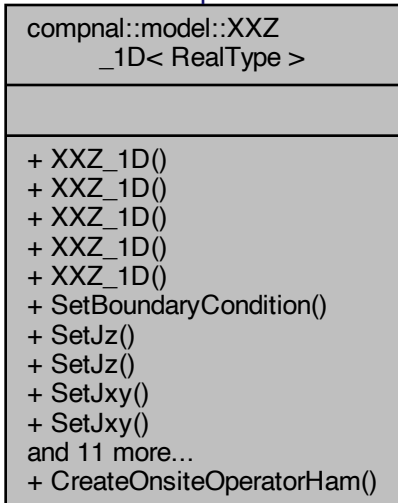 compnal::model::XXZ
_1D< RealType >
+ XXZ_1D()
+ XXZ_1D()
+ XXZ_1D()
+ XXZ_1D()
+ XXZ_1D()
+ SetBoundaryCondition()
+ SetJz()
+ SetJz()
+ SetJxy()
+ SetJxy()
and 11 more...
+ CreateOnsiteOperatorHam()